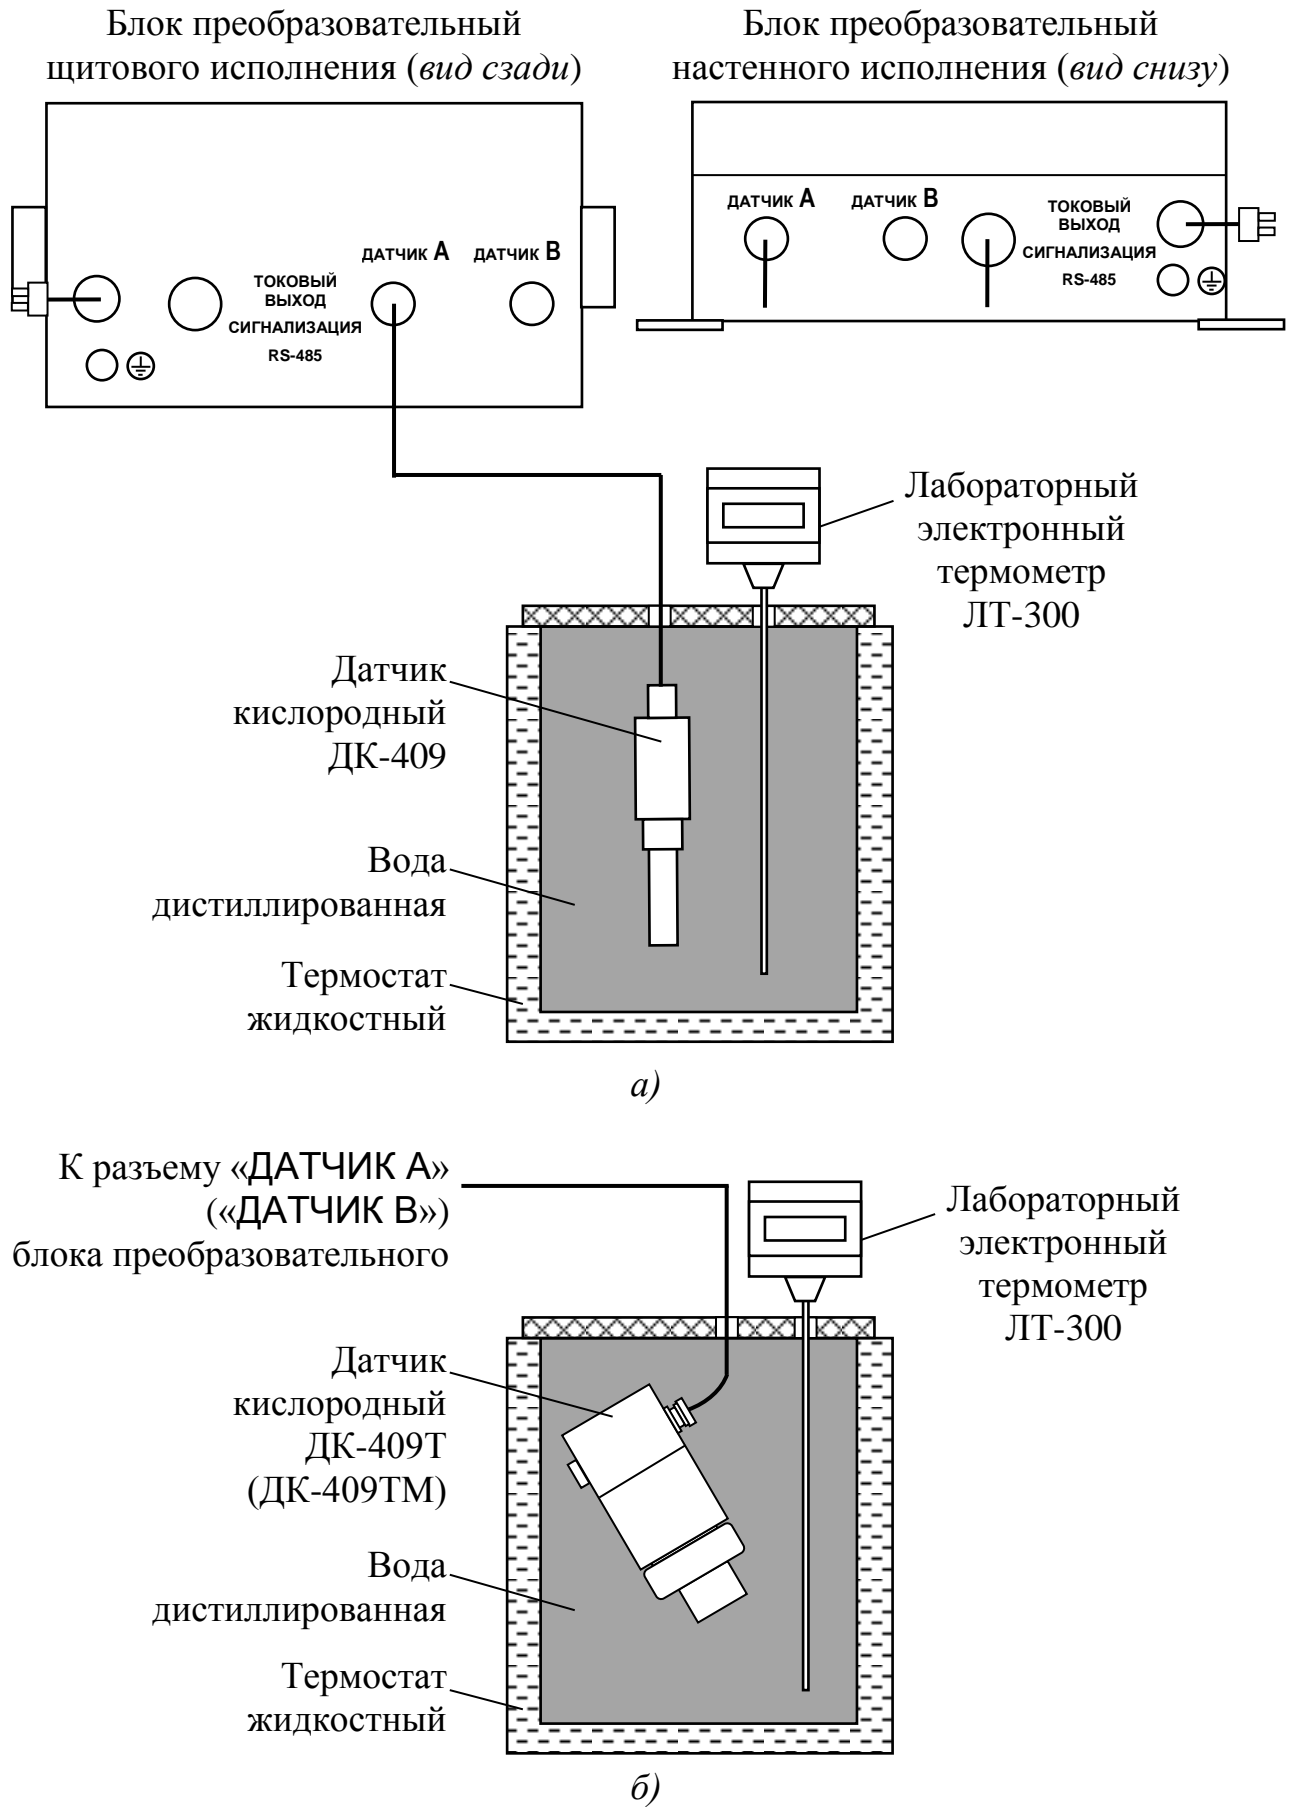 Блок преобразовательный
щитового исполнения (вид сзади)
Блок преобразовательный
настенного исполнения (вид снизу)
ДАТЧИК А
ДАТЧИК В
ТОКОВЫЙ
ВЫХОД
СИГНАЛИЗАЦИЯ
RS-485
ДАТЧИК А
ДАТЧИК В
ТОКОВЫЙ
ВЫХОД
СИГНАЛИЗАЦИЯ
RS-485
Лабораторный
электронный
термометр
ЛТ-300
Датчик
кислородный
ДК-409
Вода
дистиллированная
Термостат
жидкостный
а)
К разъему «ДАТЧИК А»
(«ДАТЧИК В»)
блока преобразовательного
Лабораторный
электронный
термометр
ЛТ-300
Датчик
кислородный
ДК-409Т
(ДК-409ТМ)
Вода
дистиллированная
Термостат
жидкостный
б)